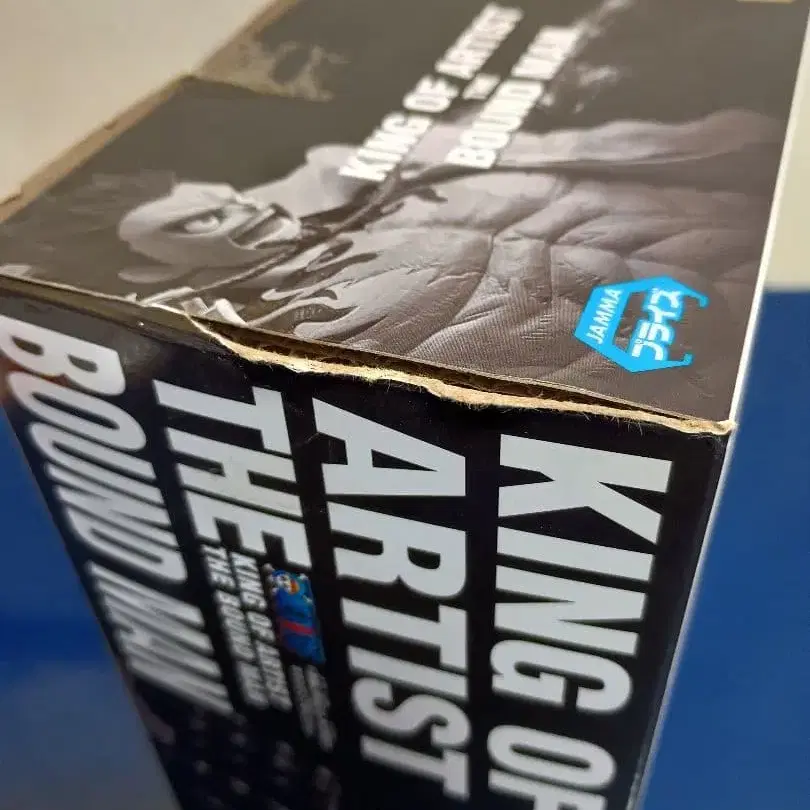 KING OF ARTIST
THE
BOUND MAN
JAMMA
プライズ
KING OF
ARTIST
THE
BOUND MAN
KING OF ARTIST
THE BOUND MAN